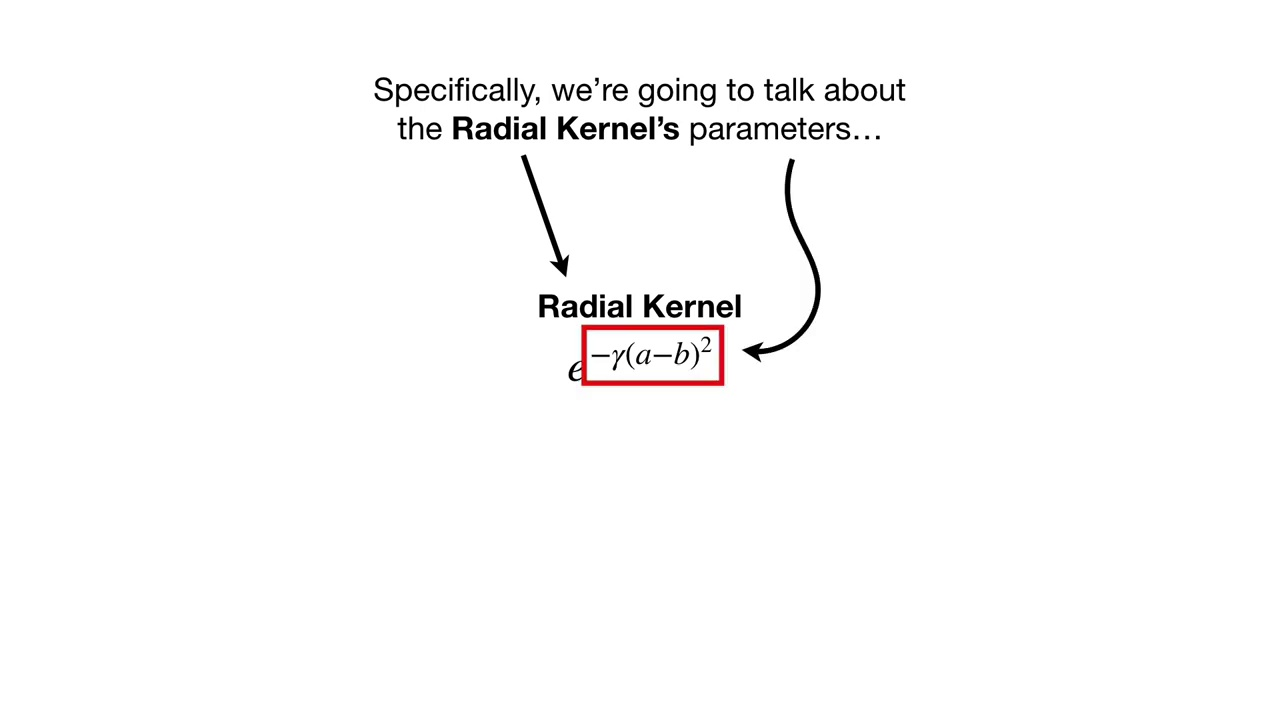 Specifically, we’re going to talk about
the Radial Kernel’s parameters…
Radial Kernel
e^{−γ(a−b)^2}